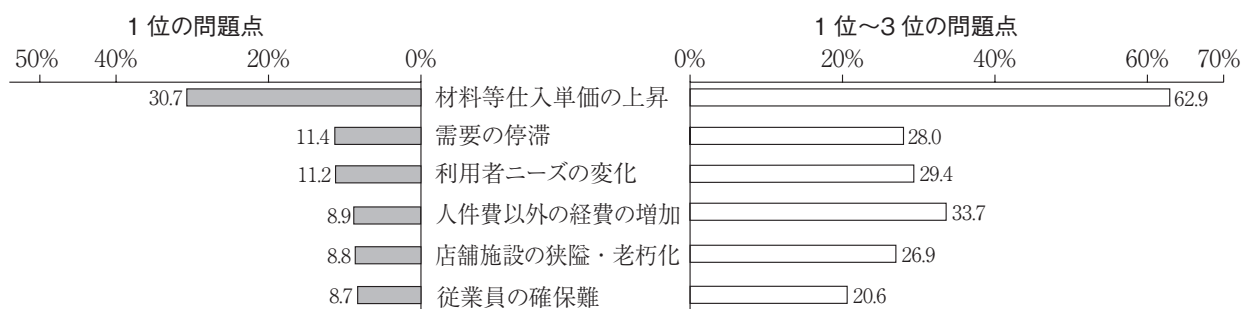 1位の問題点 1位〜3位の問題点
50% 40% 20% 0% 0% 20% 40% 60% 70%
30.7 材料等仕入単価の上昇 62.9
11.4 需要の停滞 28.0
11.2 利用者ニーズの変化 29.4
8.9 人件費以外の経費の増加 33.7
8.8 店舗施設の狭隘・老朽化 26.9
8.7 従業員の確保難 20.6